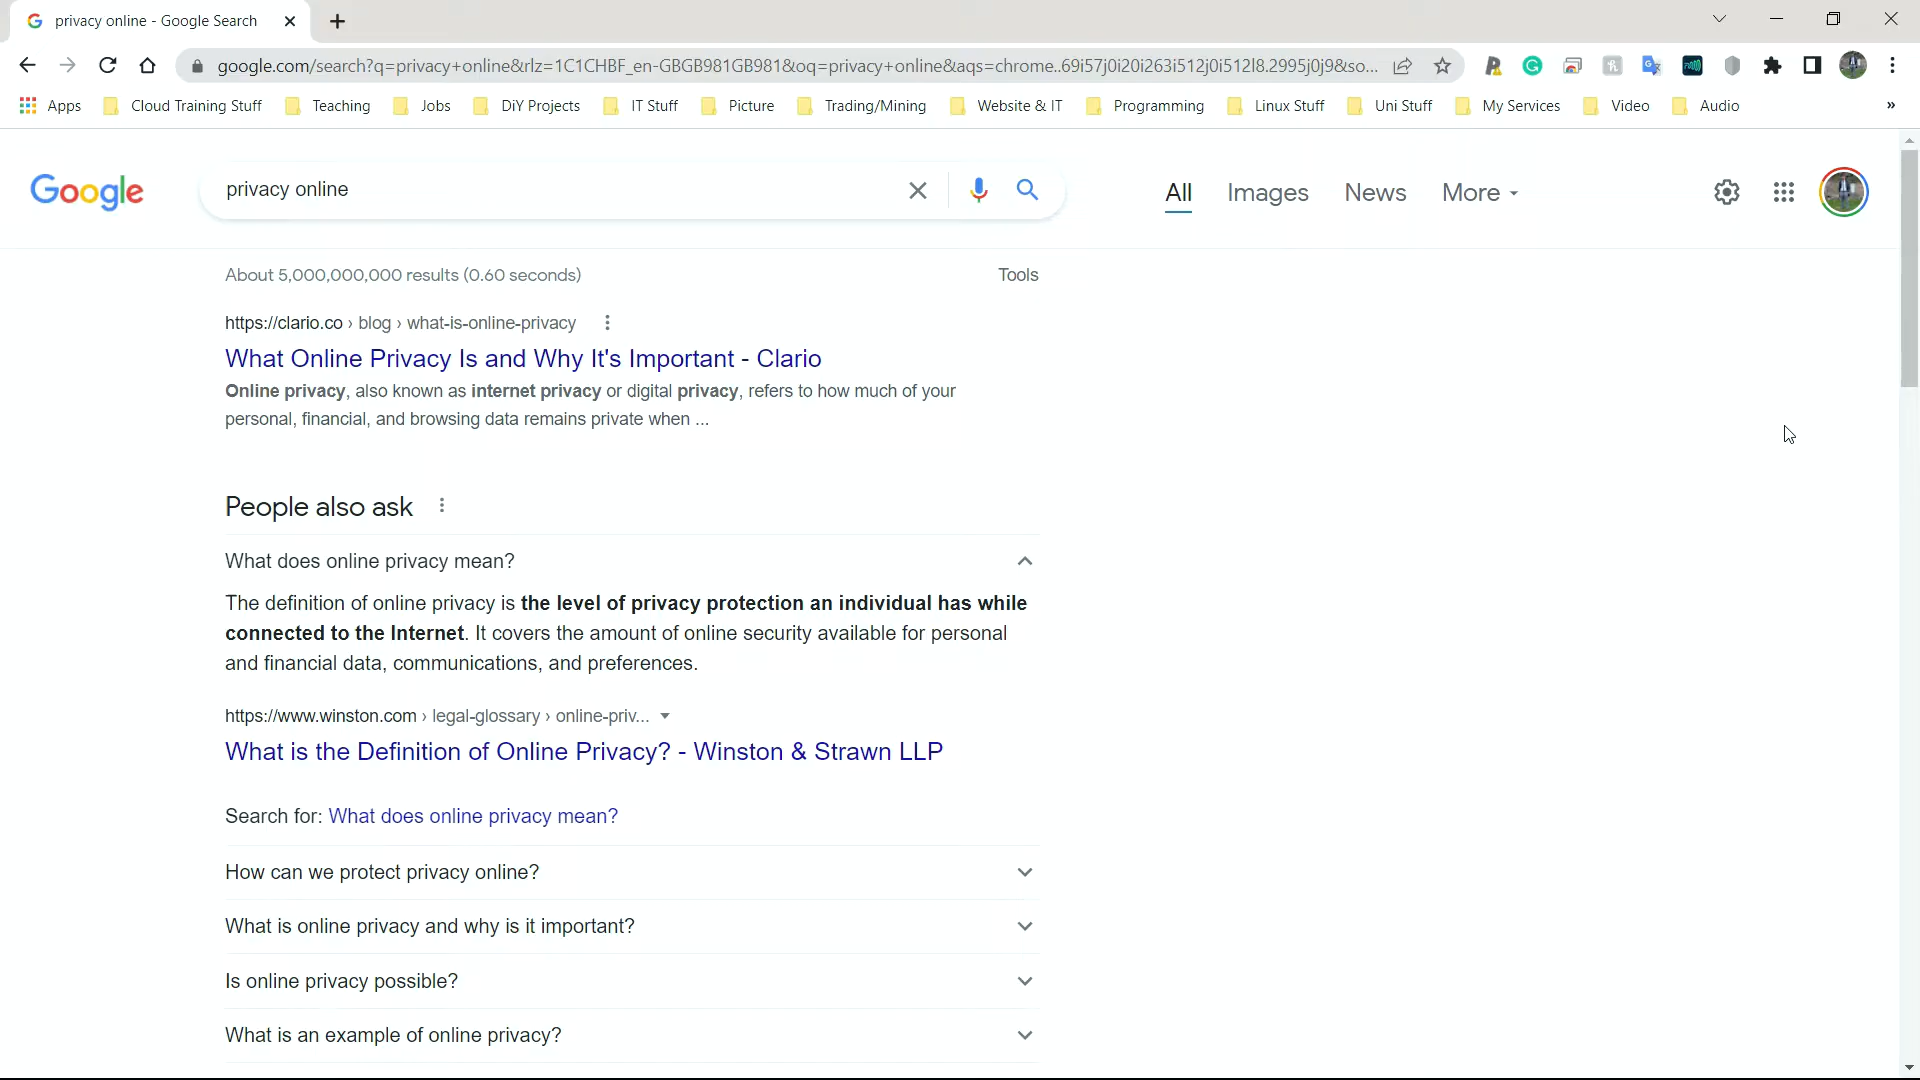 privacy online - Google Search
google.com/search?q=privacy+online&rlz=1C1CHBF_en-GBGB981GB981&oq=privacy+online&aqs=chrome..69i57j0i20i263i512j0i512l8.2995j0j9&so...
Apps Cloud Training Stuff Teaching Jobs DiY Projects IT Stuff Picture Trading/Mining Website & IT Programming Linux Stuff Uni Stuff My Services Video Audio »
Google privacy online All Images News More
About 5,000,000,000 results (0.60 seconds) Tools
https://clario.co › blog › what-is-online-privacy
What Online Privacy Is and Why It's Important - Clario
Online privacy, also known as internet privacy or digital privacy, refers to how much of your
personal, financial, and browsing data remains private when ...
People also ask
What does online privacy mean?
The definition of online privacy is the level of privacy protection an individual has while
connected to the Internet. It covers the amount of online security available for personal
and financial data, communications, and preferences.
https://www.winston.com › legal-glossary › online-priv...
What is the Definition of Online Privacy? - Winston & Strawn LLP
Search for: What does online privacy mean?
How can we protect privacy online?
What is online privacy and why is it important?
Is online privacy possible?
What is an example of online privacy?